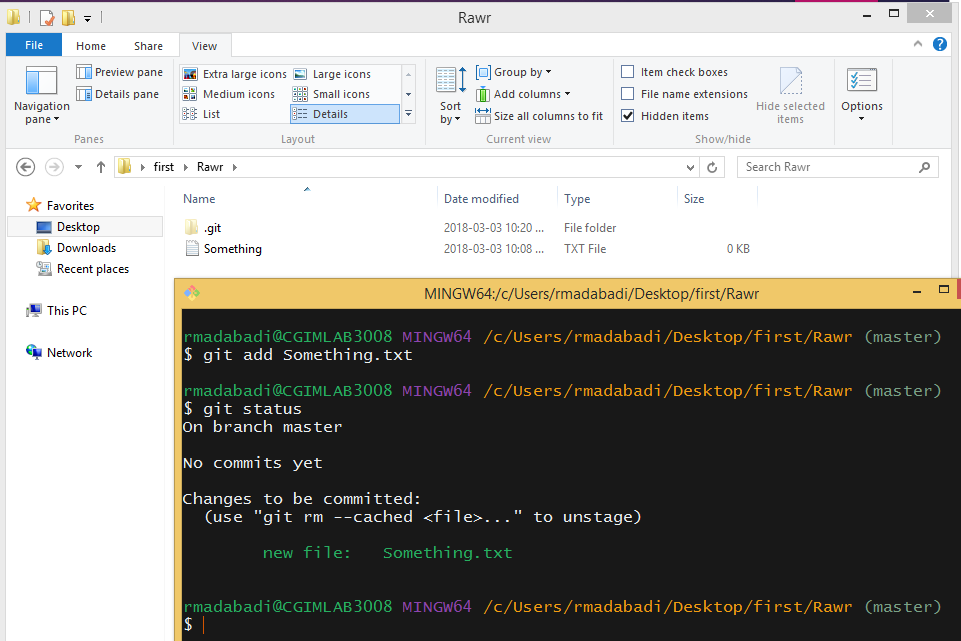 Rawr
File Home Share View
Navigation pane
Preview pane
Details pane
Panes
Extra large icons Large icons
Medium icons Small icons
List Details
Layout
Sort by
Group by
Add columns
Size all columns to fit
Current view
Item check boxes
File name extensions
Hidden items
Hide selected items
Show/hide
Options
first Rawr
Search Rawr
Favorites
Desktop
Downloads
Recent places
This PC
Network
Name Date modified Type Size
.git 2018-03-03 10:20 ... File folder
Something 2018-03-03 10:08 ... TXT File 0 KB
MINGW64:/c/Users/rmadabadi/Desktop/first/Rawr
rmadabadi@CGIMLAB3008 MINGW64 /c/Users/rmadabadi/Desktop/first/Rawr (master)
$ git add Something.txt
rmadabadi@CGIMLAB3008 MINGW64 /c/Users/rmadabadi/Desktop/first/Rawr (master)
$ git status
On branch master
No commits yet
Changes to be committed:
(use "git rm --cached <file>..." to unstage)
new file: Something.txt
rmadabadi@CGIMLAB3008 MINGW64 /c/Users/rmadabadi/Desktop/first/Rawr (master)
$